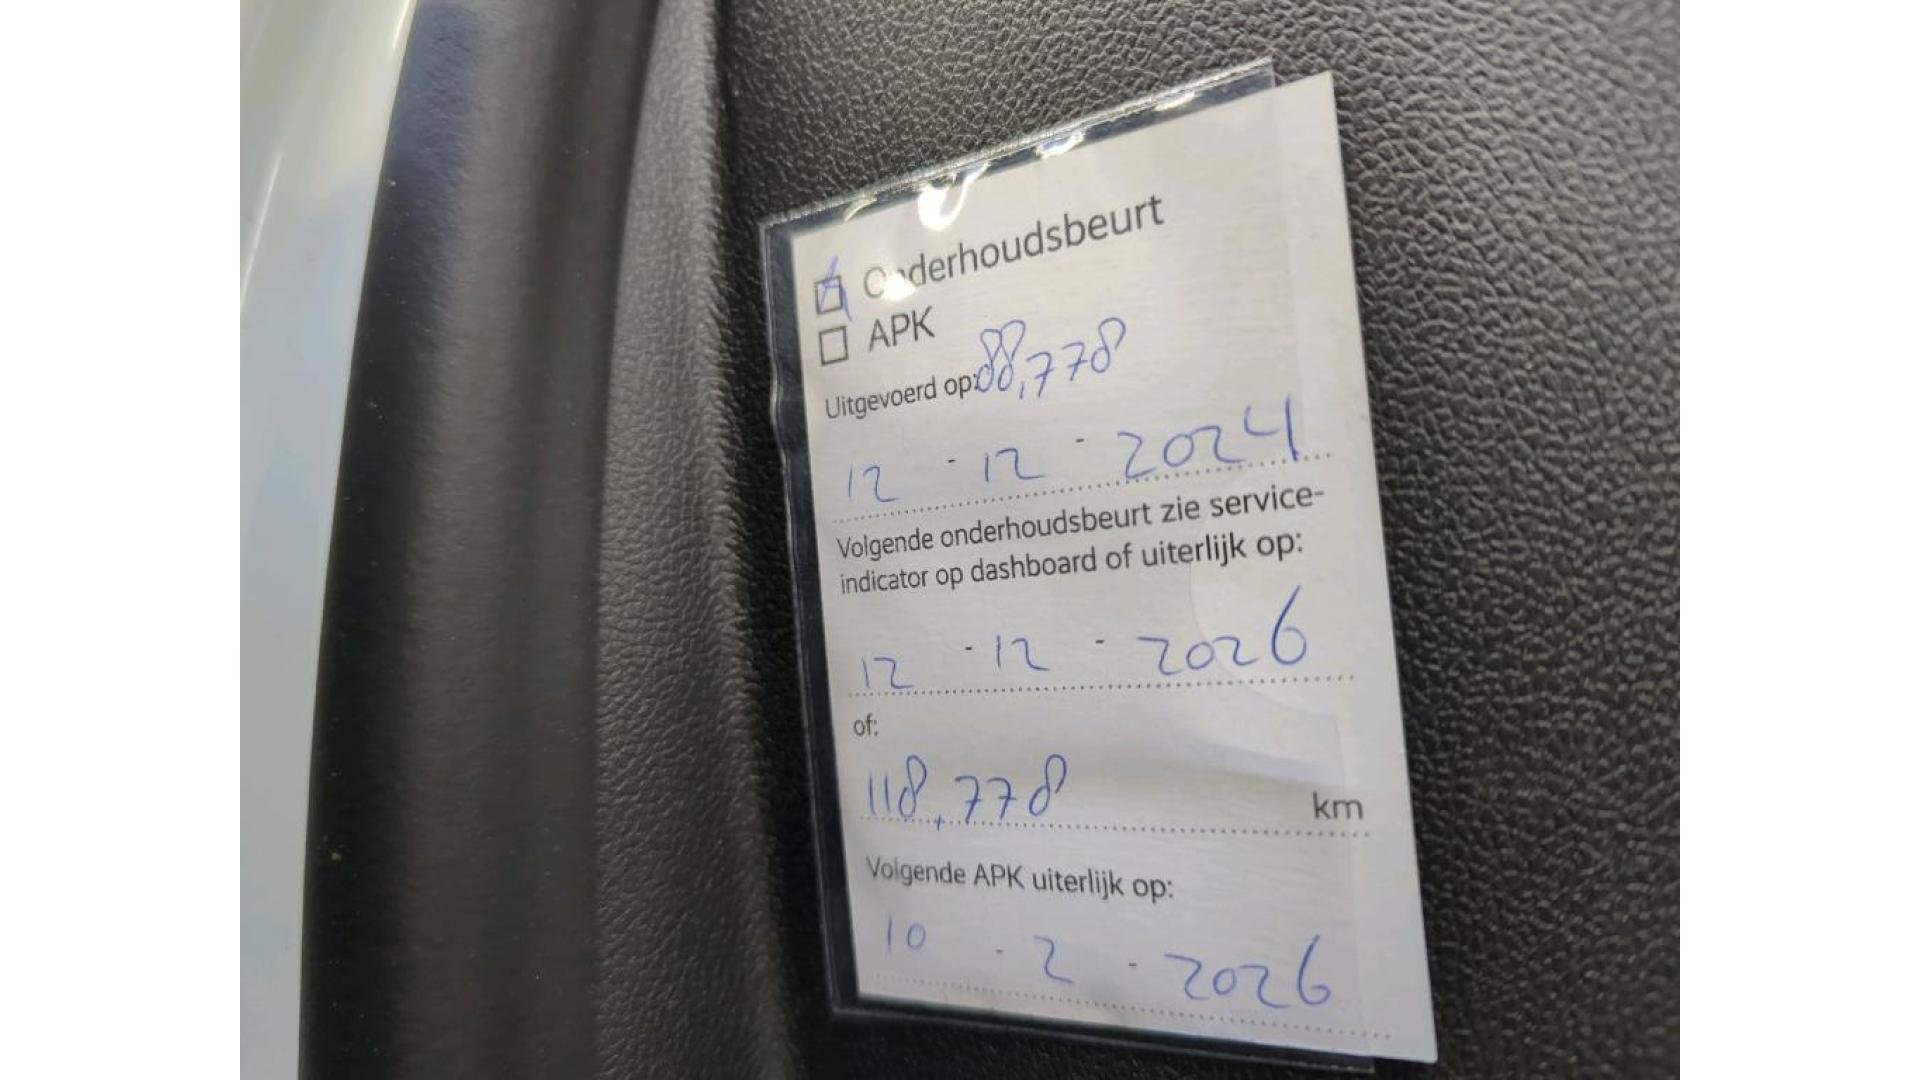 Onderhoudsbeurt
APK
Uitgevoerd op: 88,778
12 - 12 - 2024
Volgende onderhoudsbeurt zie service-
indicator op dashboard of uiterlijk op:
12 - 12 - 2026
of:
118,778 km
Volgende APK uiterlijk op:
10 - 2 - 2026